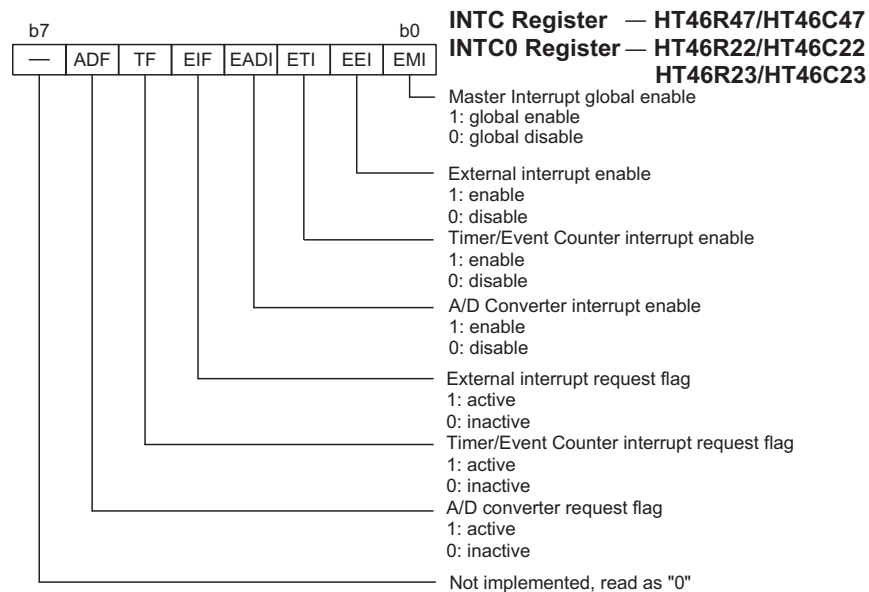 INTC Register — HT46R47/HT46C47
INTC0 Register — HT46R22/HT46C22
HT46R23/HT46C23
b7 b0
— ADF TF EIF EADI ETI EEI EMI
Master Interrupt global enable
1: global enable
0: global disable
External interrupt enable
1: enable
0: disable
Timer/Event Counter interrupt enable
1: enable
0: disable
A/D Converter interrupt enable
1: enable
0: disable
External interrupt request flag
1: active
0: inactive
Timer/Event Counter interrupt request flag
1: active
0: inactive
A/D converter request flag
1: active
0: inactive
Not implemented, read as "0"